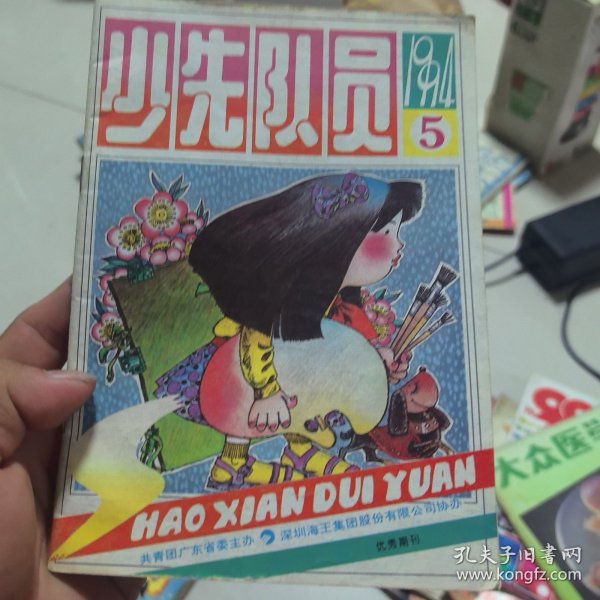 少先队员
1994
5
SHAO XIAN DUI YUAN
共青团广东省委主办 深圳海王集团股份有限公司协办
优秀期刊
大众医药
孔夫子旧书网
www.kongfz.com